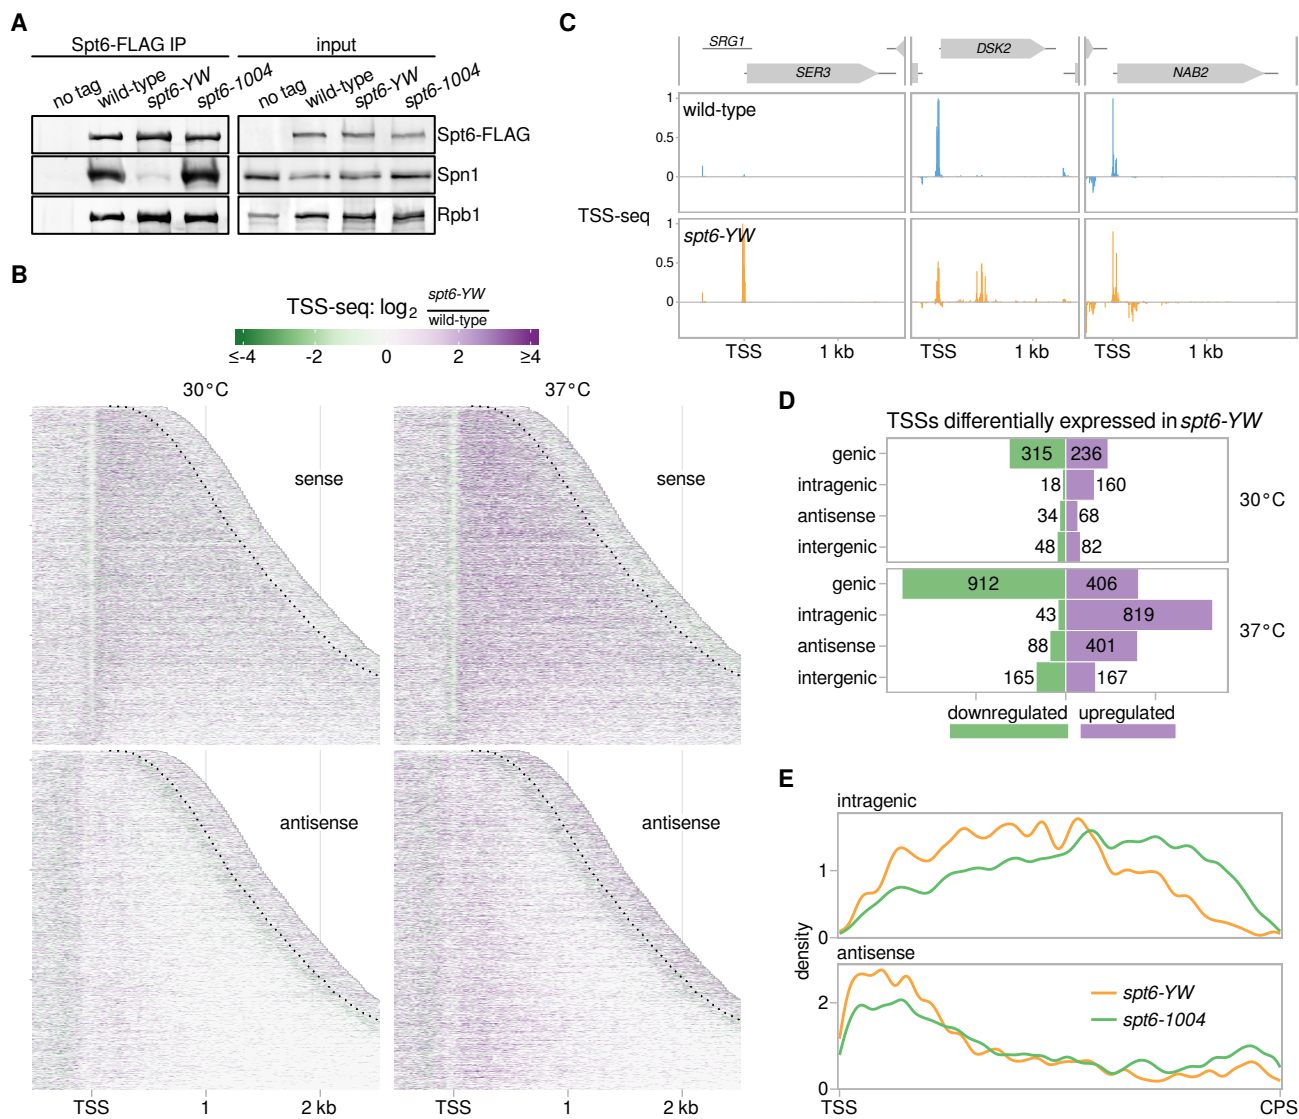 A
Spt6-FLAG IP
input
no tag
wild-type
spt6-YW
spt6-1004
no tag
wild-type
spt6-YW
spt6-1004
Spt6-FLAG
Spn1
Rpb1
B
TSS-seq: log2 spt6-YW
wild-type
≤-4 -2 0 2 ≥4
30°C 37°C
sense sense
antisense antisense
TSS 1 2 kb TSS 1 2 kb
C
SRG1
SER3
DSK2
NAB2
TSS-seq
wild-type
1
0.5
0
spt6-YW
1
0.5
0
TSS 1 kb TSS 1 kb TSS 1 kb
D
TSSs differentially expressed in spt6-YW
genic 315 236
intragenic 18 160
antisense 34 68
intergenic 48 82
30°C
genic 912 406
intragenic 43 819
antisense 88 401
intergenic 165 167
37°C
downregulated upregulated
E
intragenic
1
0
density
antisense
2
0
spt6-YW
spt6-1004
TSS CPS